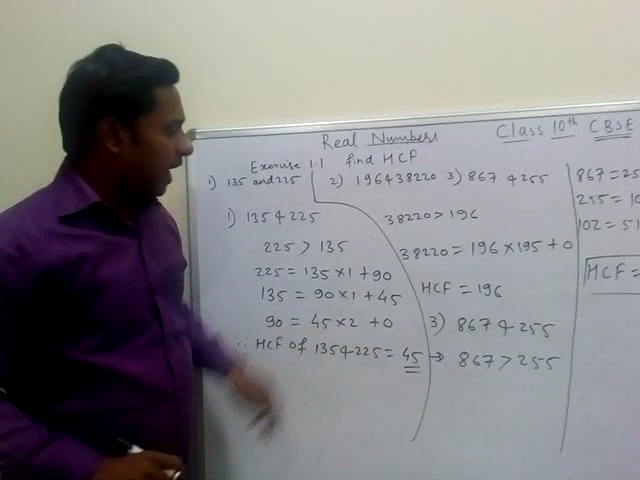 Real Numbers
Class 10th CBSE
Exercise 1.1 find HCF
1) 135 and 225 2) 196 & 38220 3) 867 & 255
1) 135 & 225
225 > 135
225 = 135 × 1 + 90
135 = 90 × 1 + 45
90 = 45 × 2 + 0
∴ HCF of 135 & 225 = 45
38220 > 196
38220 = 196 × 195 + 0
HCF = 196
3) 867 & 255
→ 867 > 255
867 = 25
255 = 10
102 = 51
HCF =